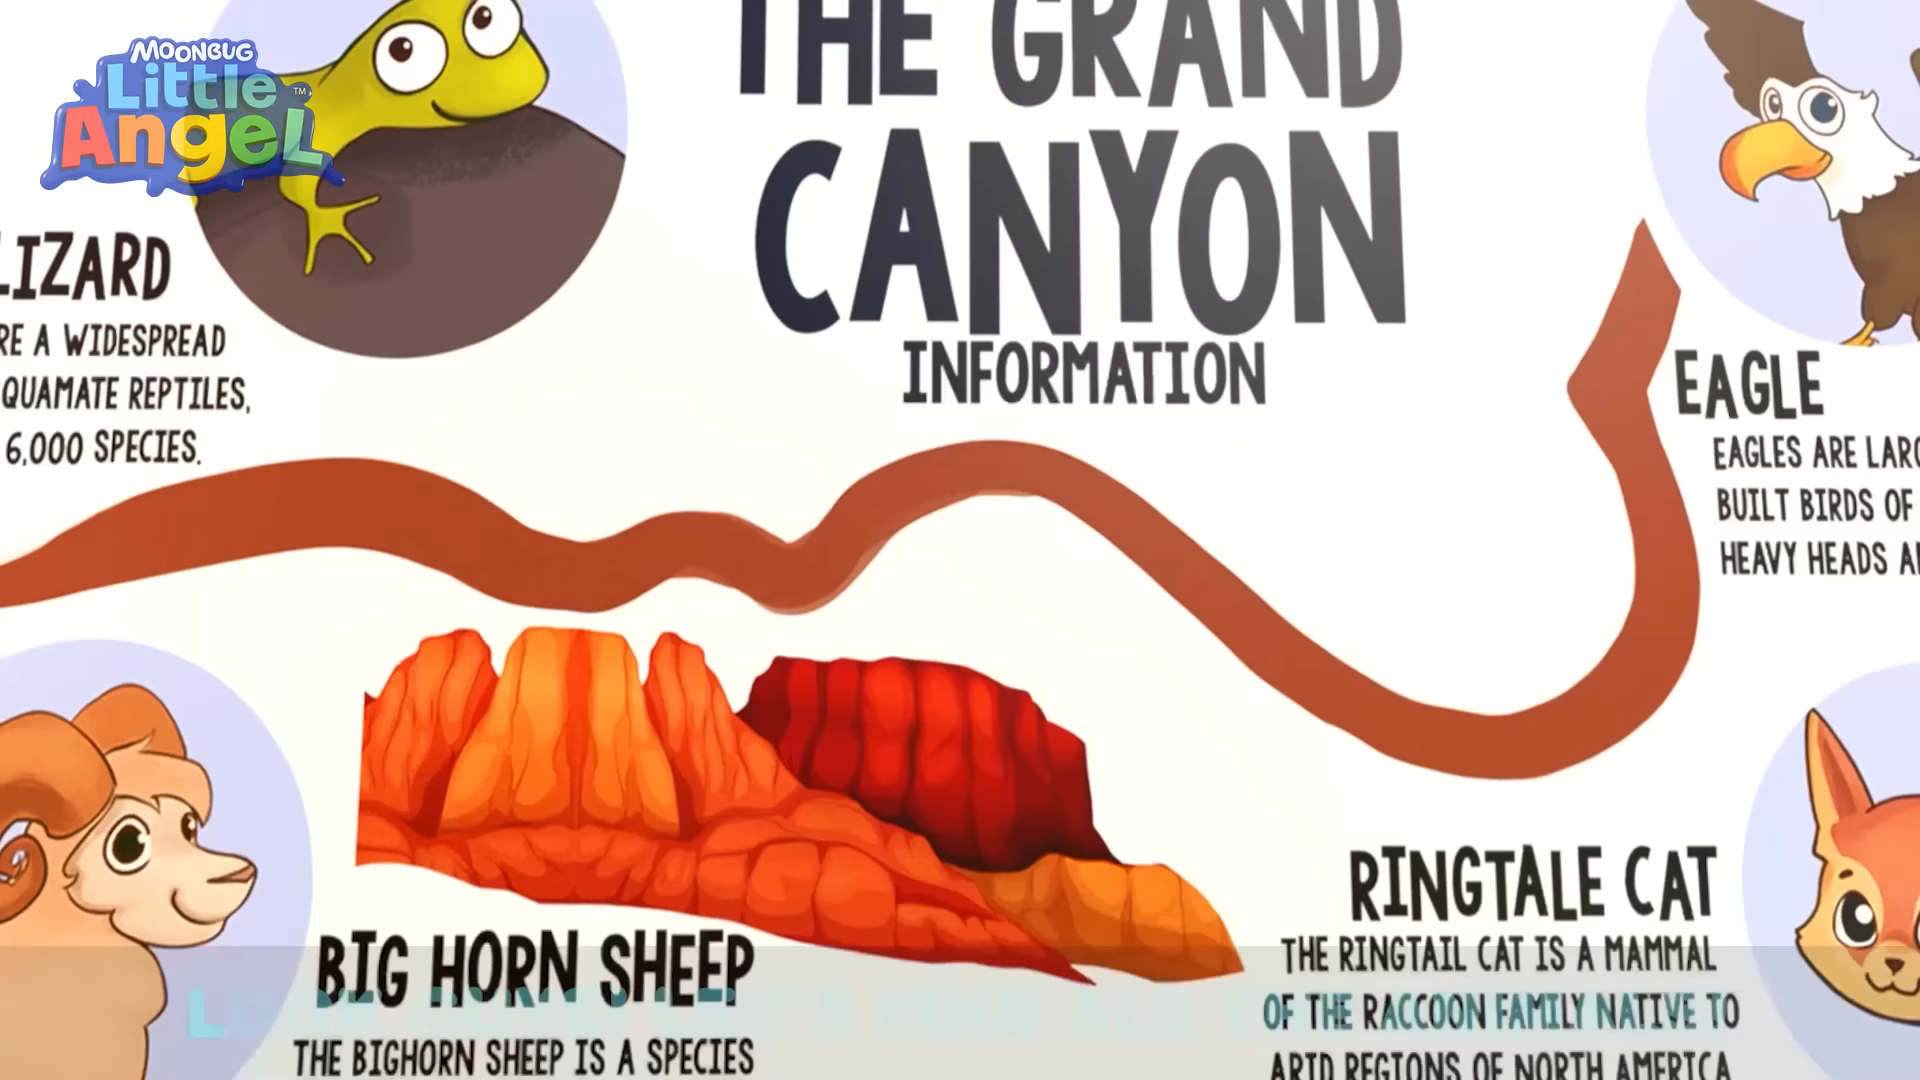 MOONBUG
Little
Angel
TM
THE GRAND
CANYON
INFORMATION
LIZARD
RE A WIDESPREAD
QUAMATE REPTILES,
6,000 SPECIES.
EAGLE
EAGLES ARE LARG
BUILT BIRDS OF
HEAVY HEADS A
BIG HORN SHEEP
THE BIGHORN SHEEP IS A SPECIES
RINGTALE CAT
THE RINGTAIL CAT IS A MAMMAL
OF THE RACCOON FAMILY NATIVE TO
ARID REGIONS OF NORTH AMERICA